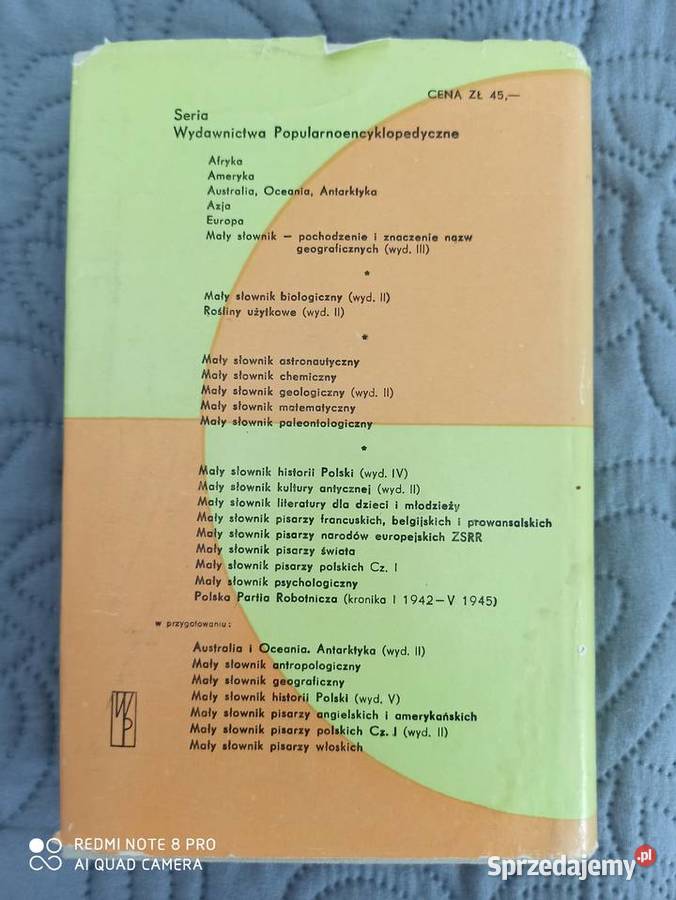 CENA ZŁ 45,—
Seria
Wydawnictwa Popularnoencyklopedyczne
Afryka
Ameryka
Australia, Oceania, Antarktyka
Azja
Europa
Mały słownik — pochodzenie i znaczenie nazw
geograficznych (wyd. III)
*
Mały słownik biologiczny (wyd. II)
Rośliny użytkowe (wyd. II)
*
Mały słownik astronautyczny
Mały słownik chemiczny
Mały słownik geologiczny (wyd. II)
Mały słownik matematyczny
Mały słownik paleontologiczny
*
Mały słownik historii Polski (wyd. IV)
Mały słownik kultury antycznej (wyd. II)
Mały słownik literatury dla dzieci i młodzieży
Mały słownik pisarzy francuskich, belgijskich i prowansalskich
Mały słownik pisarzy narodów europejskich ZSRR
Mały słownik pisarzy świata
Mały słownik pisarzy polskich Cz. I
Mały słownik psychologiczny
Polska Partia Robotnicza (kronika I 1942—V 1945)
w przygotowaniu:
Australia i Oceania. Antarktyka (wyd. II)
Mały słownik antropologiczny
Mały słownik geograficzny
Mały słownik historii Polski (wyd. V)
Mały słownik pisarzy angielskich i amerykańskich
Mały słownik pisarzy polskich Cz. I (wyd. II)
Mały słownik pisarzy włoskich
WP
REDMI NOTE 8 PRO
AI QUAD CAMERA
Sprzedajemy.pl